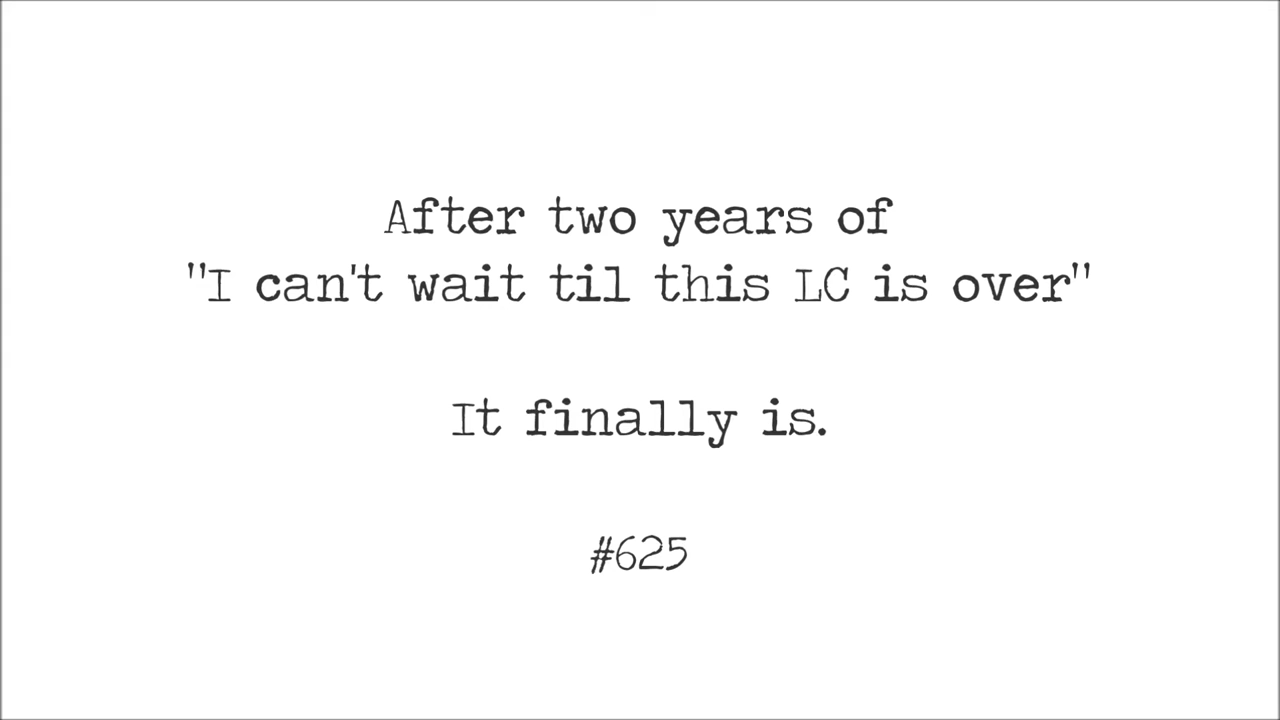 After two years of
"I can't wait til this LC is over"
It finally is.
#625